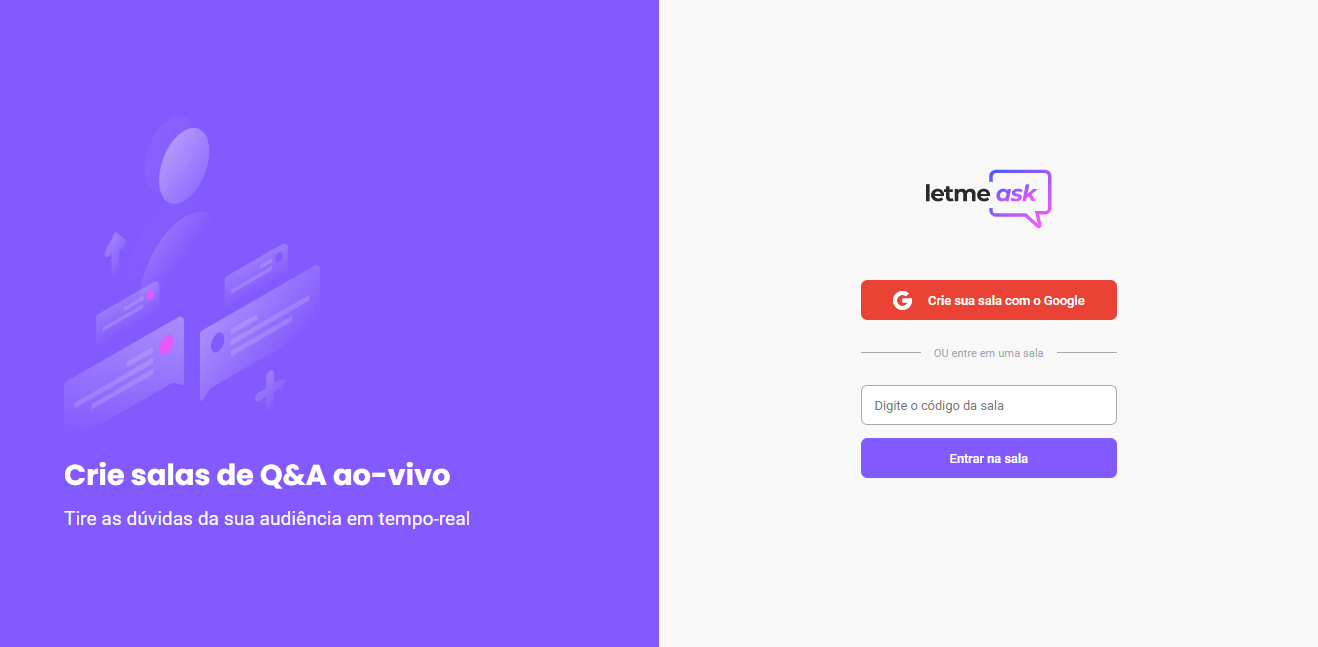 Crie salas de Q&A ao-vivo
Tire as dúvidas da sua audiência em tempo-real
letme ask
Crie sua sala com o Google
OU entre em uma sala
Digite o código da sala
Entrar na sala